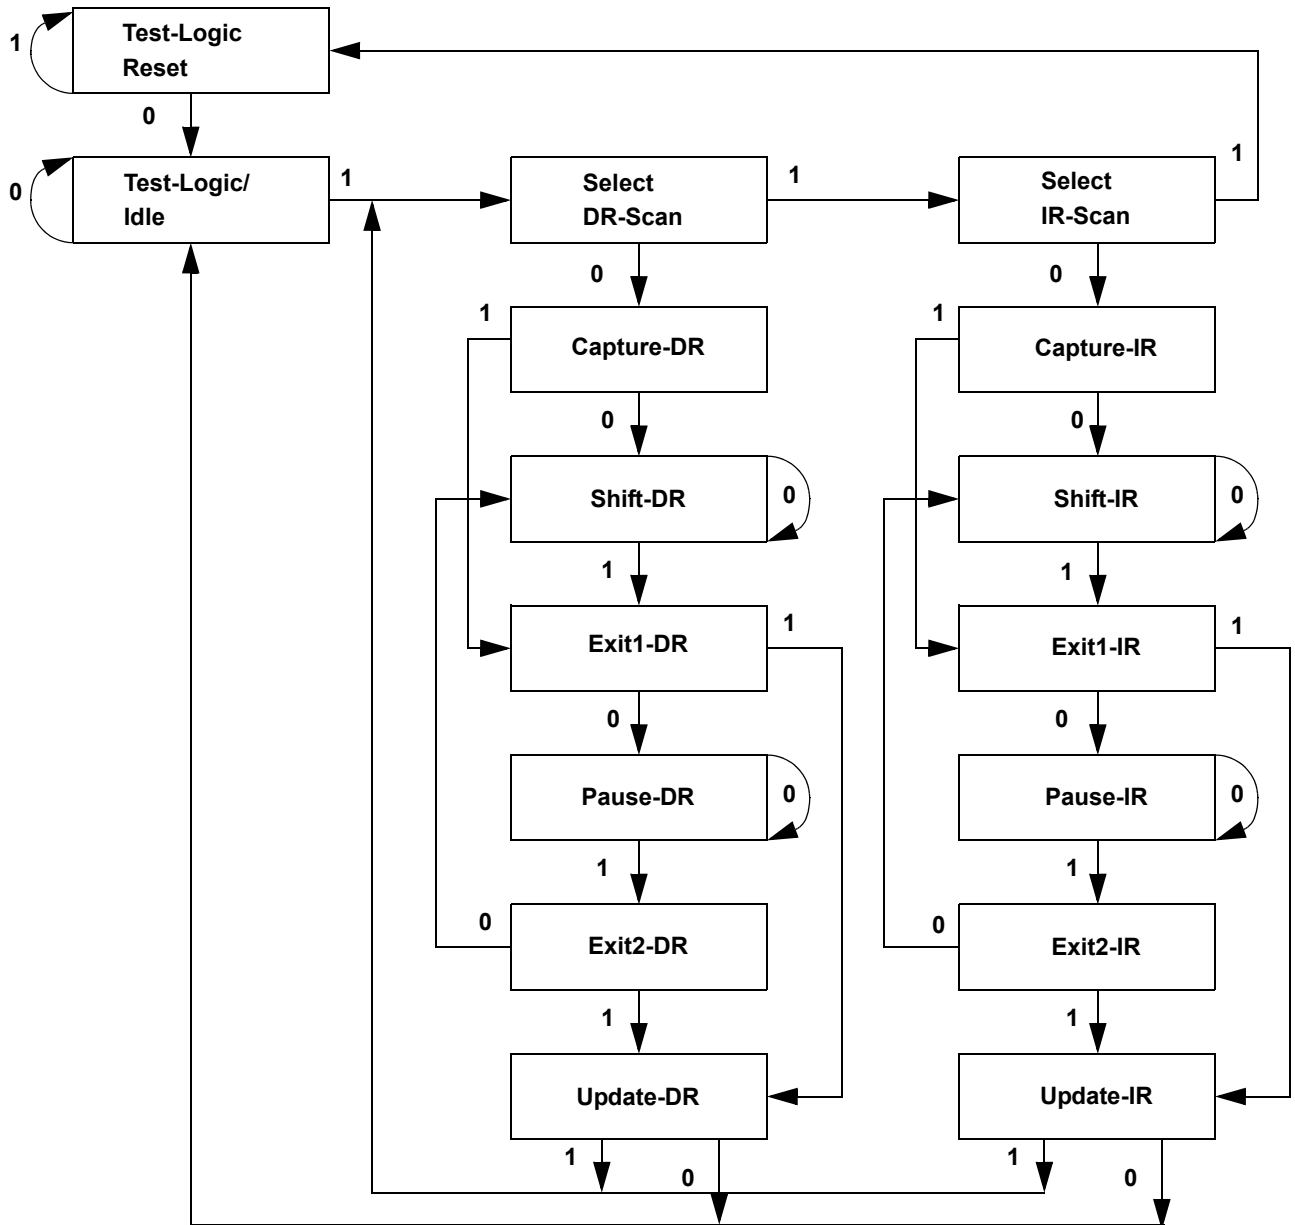 1
Test-Logic
Reset
0
0
Test-Logic/
Idle
1
Select
DR-Scan
1
Select
IR-Scan
1
0
0
1
Capture-DR
1
Capture-IR
0
0
Shift-DR
0
Shift-IR
0
1
1
Exit1-DR
1
Exit1-IR
1
0
0
Pause-DR
0
Pause-IR
0
1
1
0
Exit2-DR
0
Exit2-IR
1
1
Update-DR
Update-IR
1
0
1
0